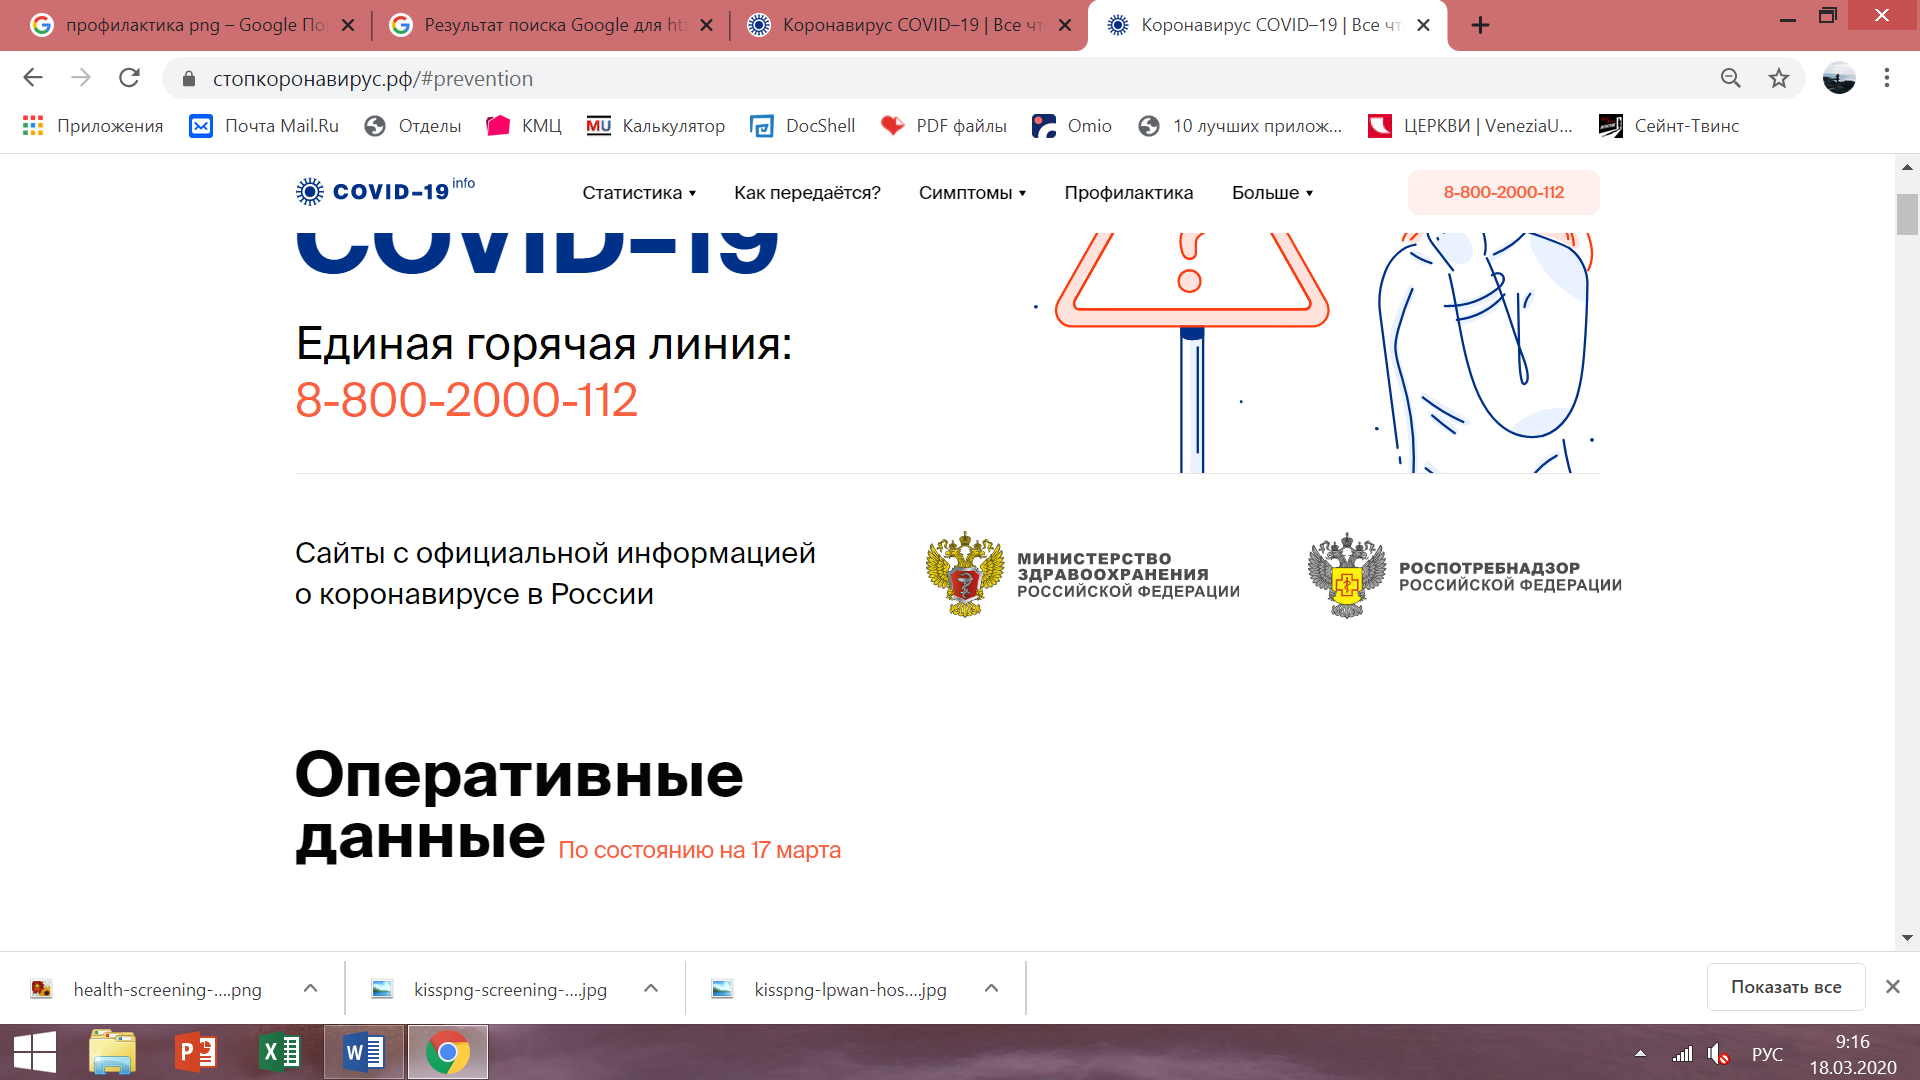 профилактика png – Google По
Результат поиска Google для ht
Коронавирус COVID–19 | Все чт
Коронавирус COVID–19 | Все чт
стопкоронавирус.рф/#prevention
Приложения
Почта Mail.Ru
Отделы
КМЦ
MU
Калькулятор
DocShell
PDF файлы
Omio
10 лучших прилож...
ЦЕРКВИ | VeneziaU...
Сейнт-Твинс
COVID-19 info
Статистика
Как передаётся?
Симптомы
Профилактика
Больше
8-800-2000-112
COVID-19
Единая горячая линия:
8-800-2000-112
Сайты с официальной информацией
о коронавирусе в России
МИНИСТЕРСТВО
ЗДРАВООХРАНЕНИЯ
РОССИЙСКОЙ ФЕДЕРАЦИИ
РОСПОТРЕБНАДЗОР
РОССИЙСКОЙ ФЕДЕРАЦИИ
Оперативные
данные По состоянию на 17 марта
health-screening-....png
kisspng-screening-....jpg
kisspng-lpwan-hos....jpg
Показать все
РУС
9:16
18.03.2020